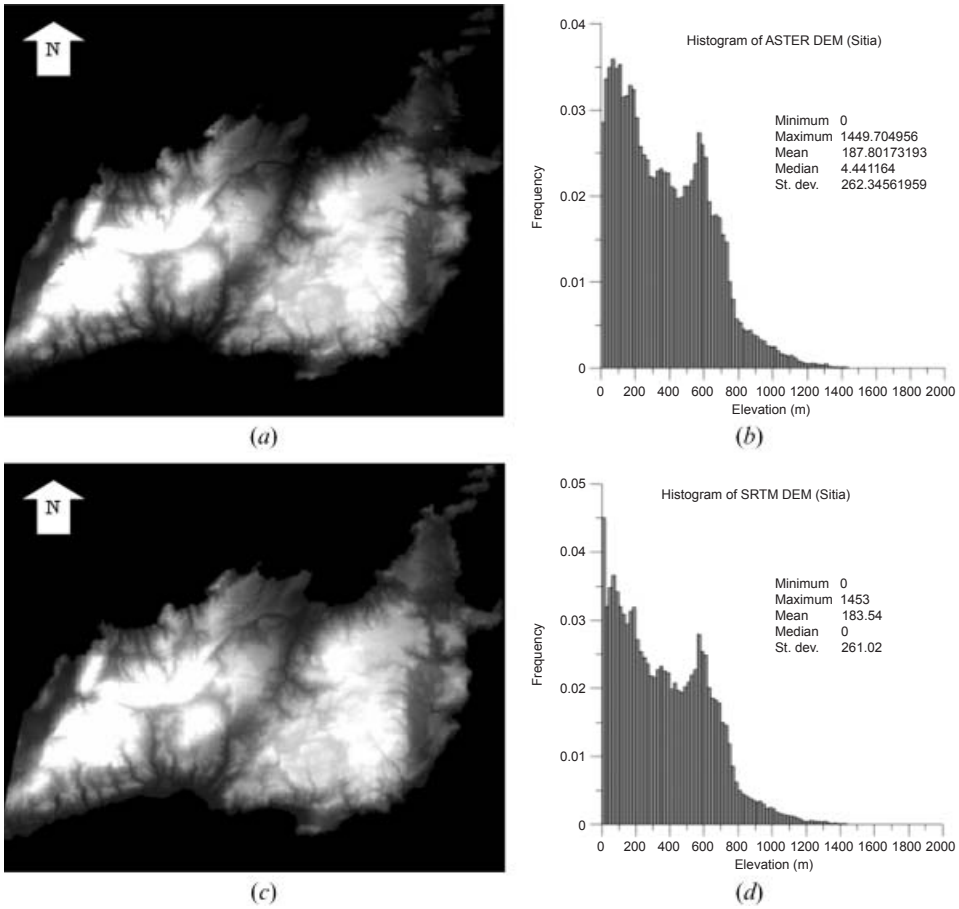 N
(a)
Histogram of ASTER DEM (Sitia)
Minimum 0
Maximum 1449.704956
Mean 187.80173193
Median 4.441164
St. dev. 262.34561959
Frequency
0.04
0.03
0.02
0.01
0
0 200 400 600 800 1000 1200 1400 1600 1800 2000
Elevation (m)
(b)
N
(c)
Histogram of SRTM DEM (Sitia)
Minimum 0
Maximum 1453
Mean 183.54
Median 0
St. dev. 261.02
Frequency
0.05
0.04
0.03
0.02
0.01
0
0 200 400 600 800 1000 1200 1400 1600 1800 2000
Elevation (m)
(d)